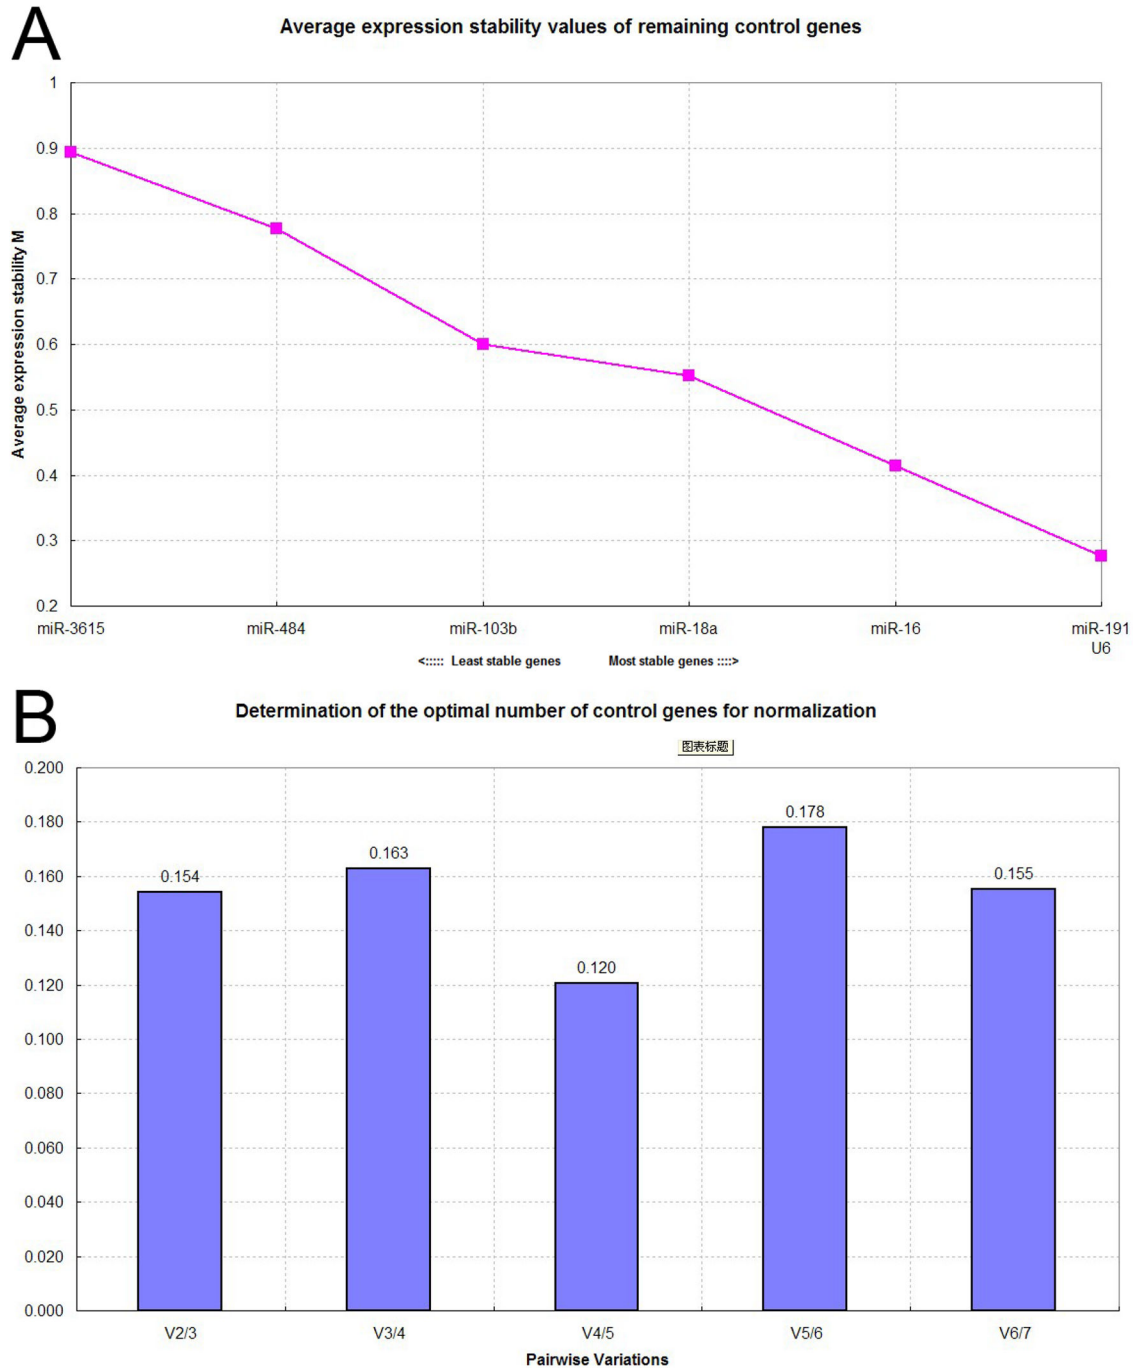 A
Average expression stability values of remaining control genes
Average expression stability M
1
0.9
0.8
0.7
0.6
0.5
0.4
0.3
0.2
miR-3615 miR-484 miR-103b miR-18a miR-16 miR-191
U6
<::::: Least stable genes Most stable genes ::::>
B
Determination of the optimal number of control genes for normalization
图表标题
0.200
0.180
0.160
0.140
0.120
0.100
0.080
0.060
0.040
0.020
0.000
0.154
0.163
0.120
0.178
0.155
V2/3 V3/4 V4/5 V5/6 V6/7
Pairwise Variations